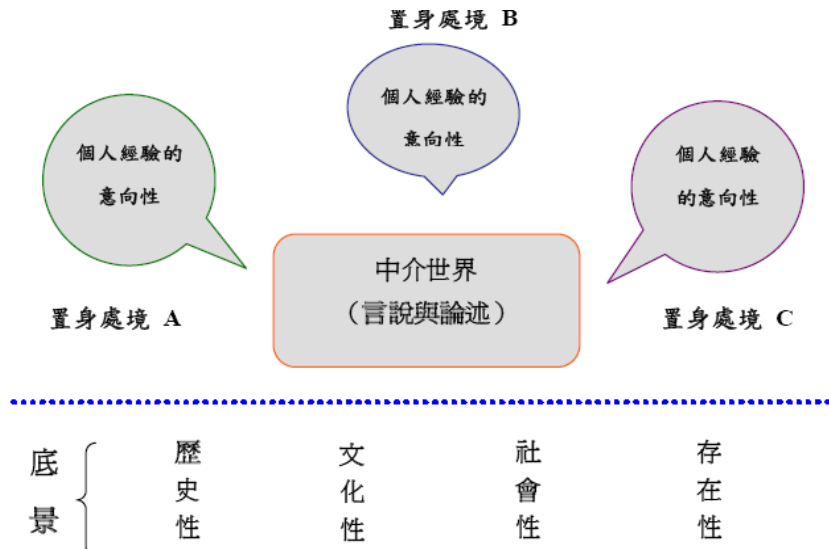 置身處境 B
個人經驗的
意向性
個人經驗的
意向性
個人經驗
的意向性
中介世界
（言說與論述）
置身處境 A
置身處境 C
底景
歷史性
文化性
社會性
存在性